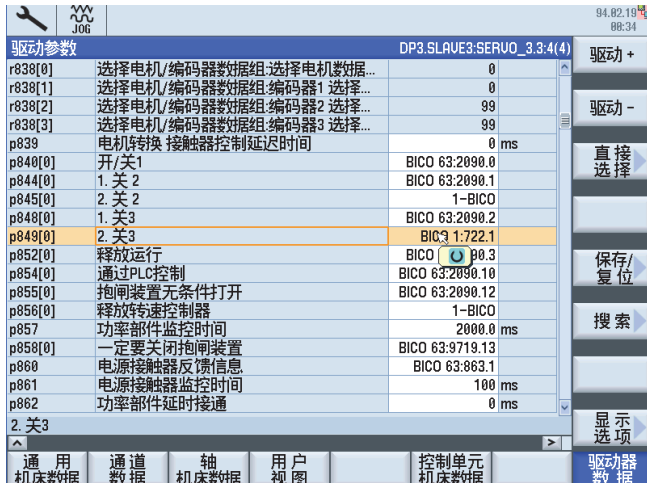 JOG
94.02.19
08:34
驱动参数 DP3.SLAVE3:SERVO_3.3:4(4)
驱动 +
r838[0] 选择电机/编码器数据组:选择电机数据... 0
r838[1] 选择电机/编码器数据组:编码器1 选择... 0
r838[2] 选择电机/编码器数据组:编码器2 选择... 99
驱动 -
r838[3] 选择电机/编码器数据组:编码器3 选择... 99
p839 电机转换 接触器控制延迟时间 0 ms
p840[0] 开/关1 BICO 63:2090.0
直接
选择
p844[0] 1. 关 2 BICO 63:2090.1
p845[0] 2. 关 2 1-BICO
p848[0] 1. 关3 BICO 63:2090.2
p849[0] 2. 关3 BICO 1:722.1
p852[0] 释放运行 BICO 90.3
保存/
复位
p854[0] 通过PLC控制 BICO 63:2090.10
p855[0] 抱闸装置无条件打开 BICO 63:2090.12
p856[0] 释放转速控制器 1-BICO
搜索
p857 功率部件监控时间 2000.0 ms
p858[0] 一定要关闭抱闸装置 BICO 63:9719.13
p860 电源接触器反馈信息 BICO 63:863.1
p861 电源接触器监控时间 100 ms
p862 功率部件延时接通 0 ms
2. 关3
显示
选项
通用
机床数据
通道
数据
轴
机床数据
用户
视图
控制单元
机床数据
驱动器
数据